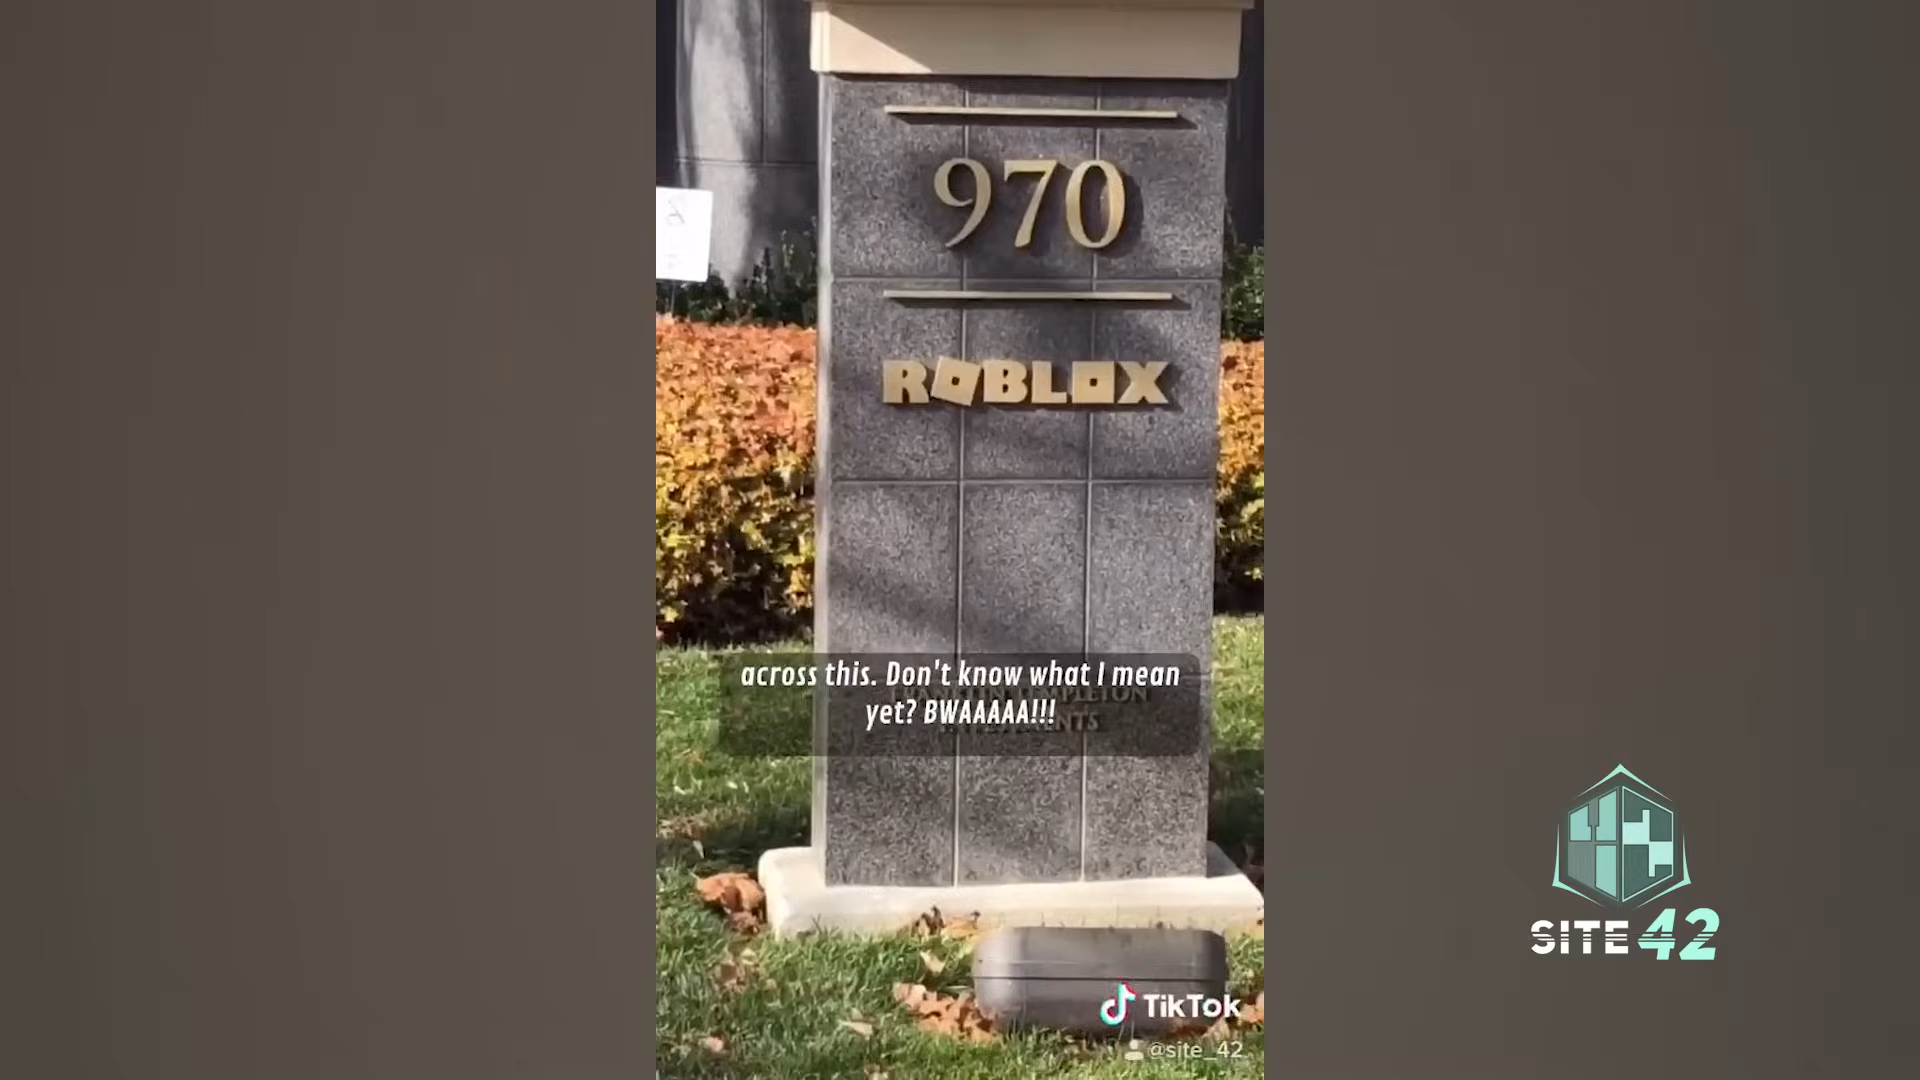 970
ROBLOX
across this. Don't know what I mean
yet? BWAAAAA!!!
SITE 42
TikTok
@site_42